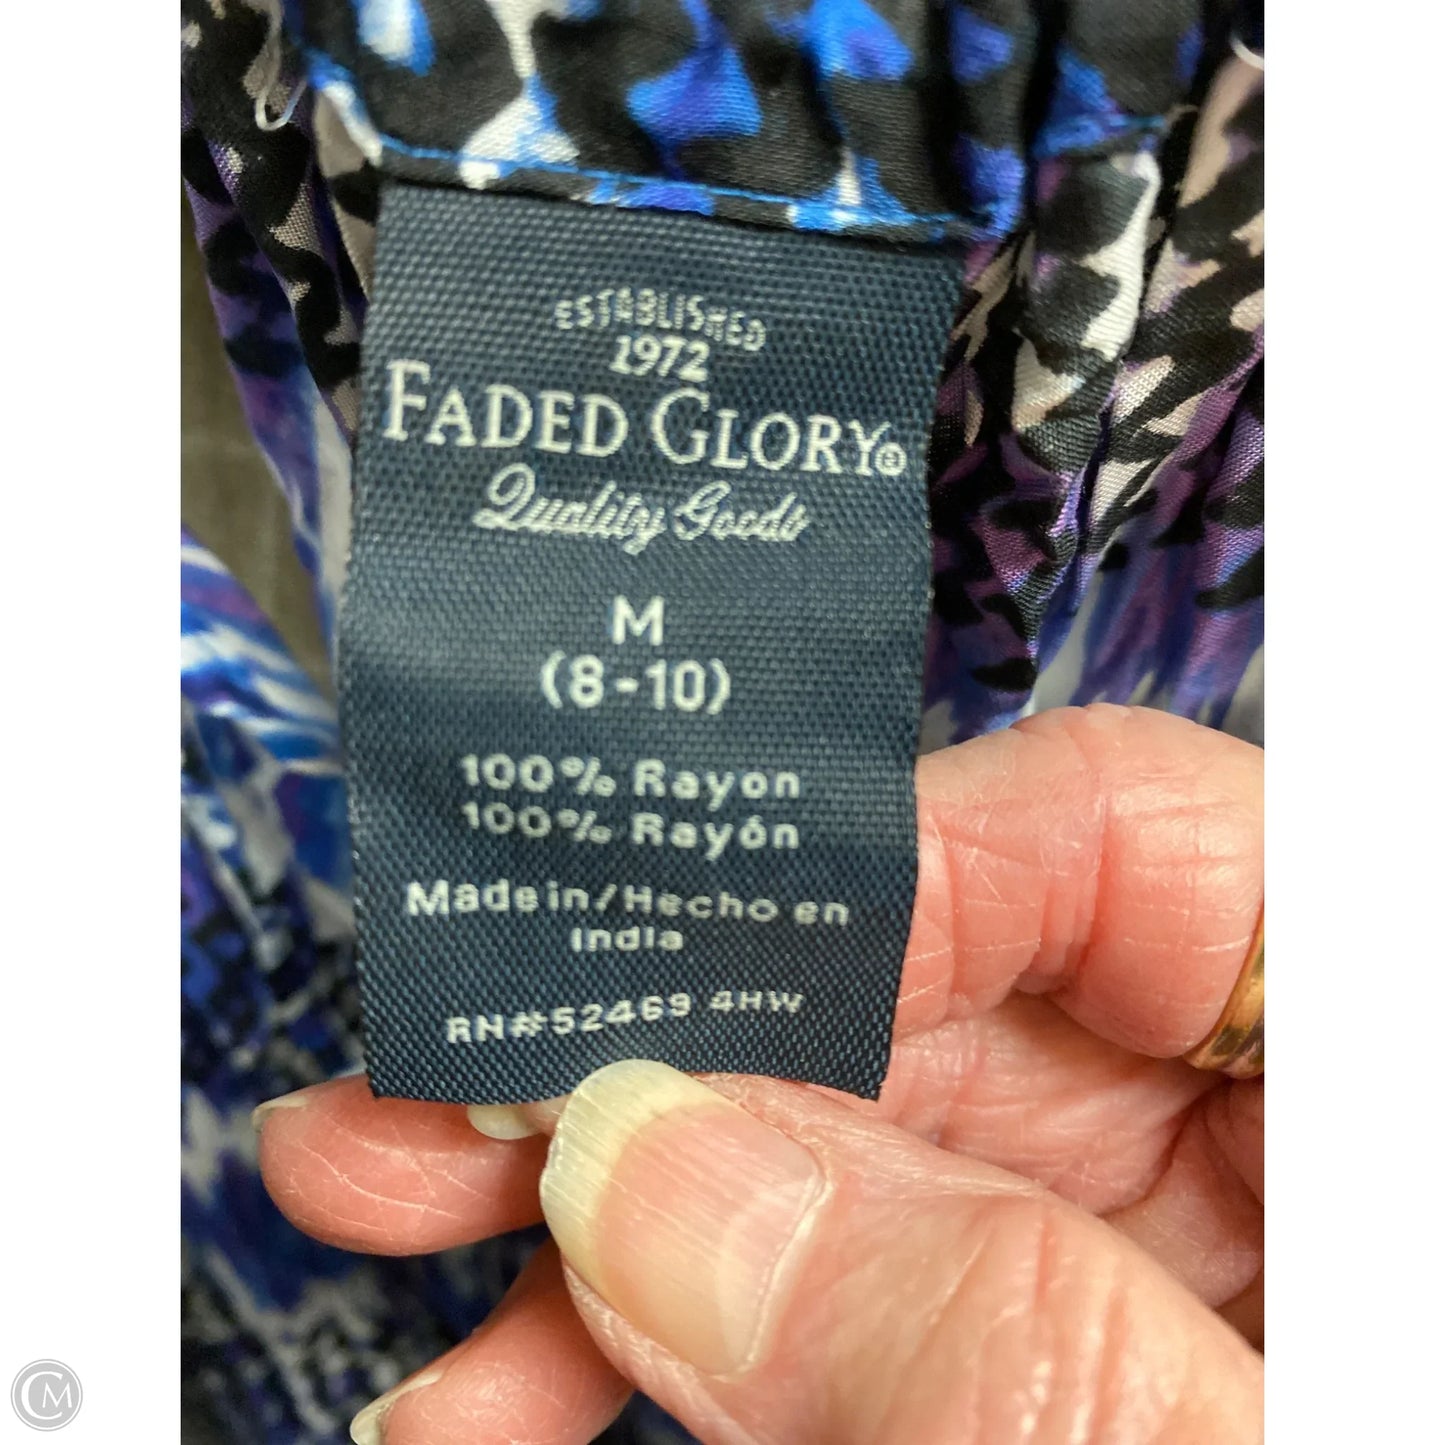 ESTABLISHED
1972
FADED GLORY®
Quality Goods
M
(8-10)
100% Rayon
100% Rayón
Made in/Hecho en
India
RN#52469 4HW
CM